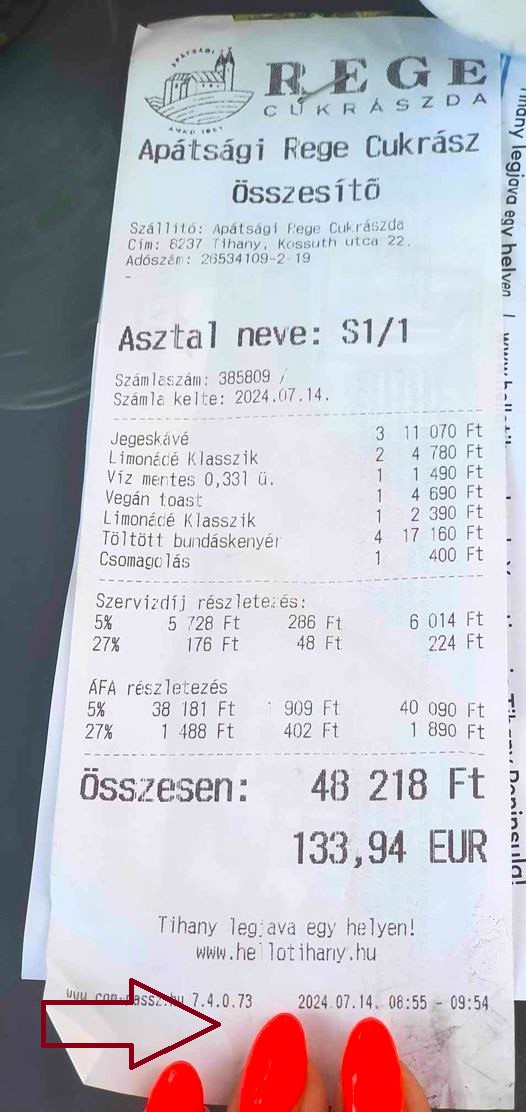 APÁTSÁGI
REGE
CUKRÁSZDA
Apátsági Rege Cukrász
Összesítő
Szállító: Apátsági Rege Cukrászda
Cím: 8237 Tihany, Kossuth utca 22.
Adószám: 26534109-2-19
-
Asztal neve: S1/1
Számlaszám: 385809 /
Számla kelte: 2024.07.14.
Jegeskávé 3 11 070 Ft
Limonádé Klasszik 2 4 780 Ft
Víz mentes 0,33l ü. 1 1 490 Ft
Vegán toast 1 4 690 Ft
Limonádé Klasszik 1 2 390 Ft
Töltött bundáskenyér 4 17 160 Ft
Csomagolás 1 400 Ft
Szervizdíj részletezés:
5% 5 728 Ft 286 Ft 6 014 Ft
27% 176 Ft 48 Ft 224 Ft
ÁFA részletezés
5% 38 181 Ft 1 909 Ft 40 090 Ft
27% 1 488 Ft 402 Ft 1 890 Ft
Összesen: 48 218 Ft
133,94 EUR
Tihany legjava egy helyen!
www.hellotihany.hu
7.4.0.73 2024.07.14. 08:55 - 09:54
Tihany legjava egy helyen |
Tihany Peninsula!